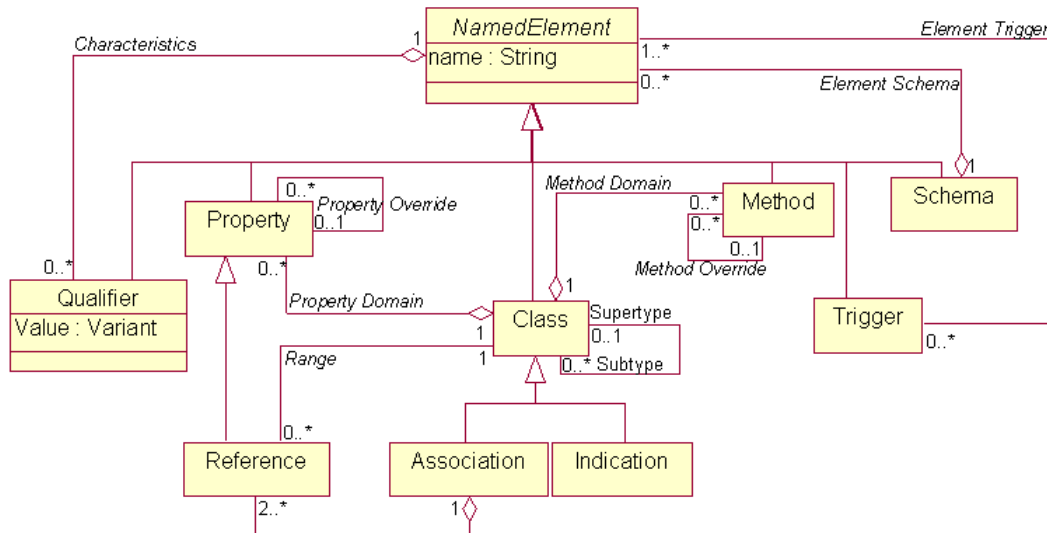 NamedElement
name : String
Characteristics
1
1..*
Element Trigger
0..*
Element Schema
1
Property
0..*
Property Override
0..1
Method Domain
0..*
Method
0..*
0..1
Method Override
Schema
0..*
Qualifier
Value : Variant
0..*
Property Domain
1
1
Class
Supertype
0..1
0..* Subtype
Trigger
0..*
Range
1
0..*
Reference
2..*
Association
1
Indication